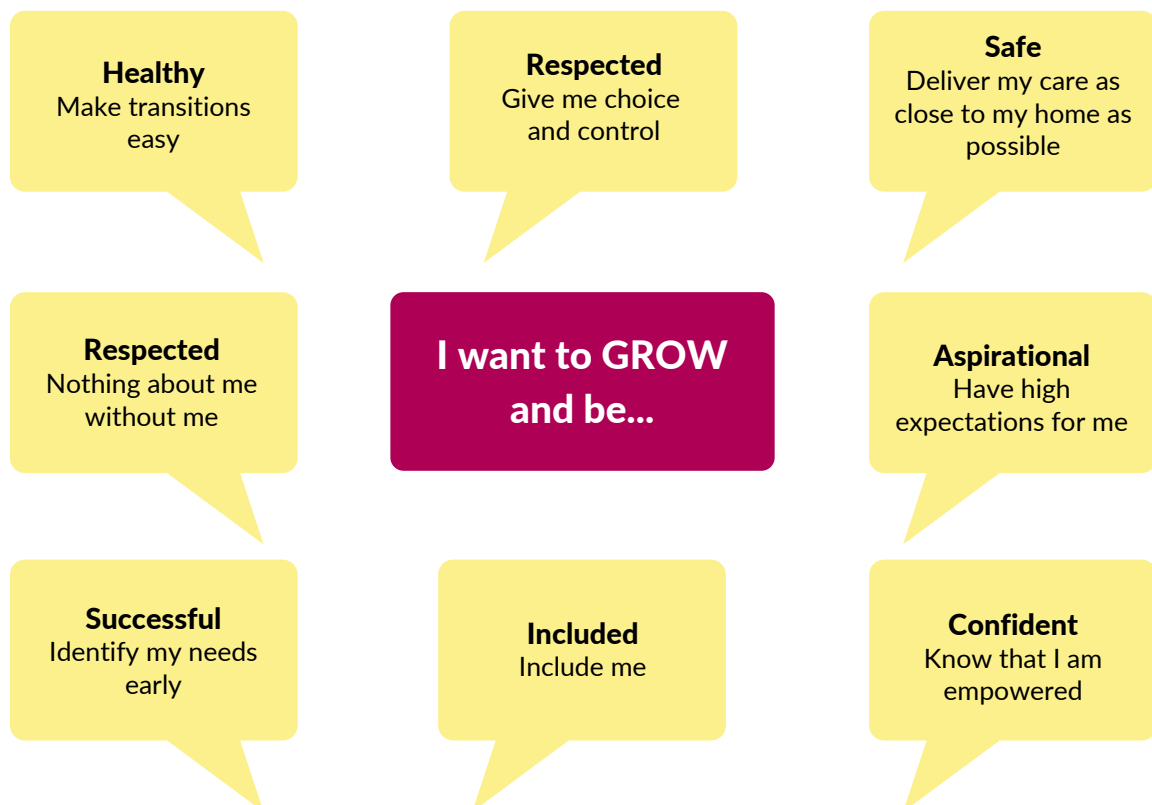 Healthy
Make transitions
easy
Respected
Give me choice
and control
Safe
Deliver my care as
close to my home as
possible
Respected
Nothing about me
without me
I want to GROW
and be...
Aspirational
Have high
expectations for me
Successful
Identify my needs
early
Included
Include me
Confident
Know that I am
empowered